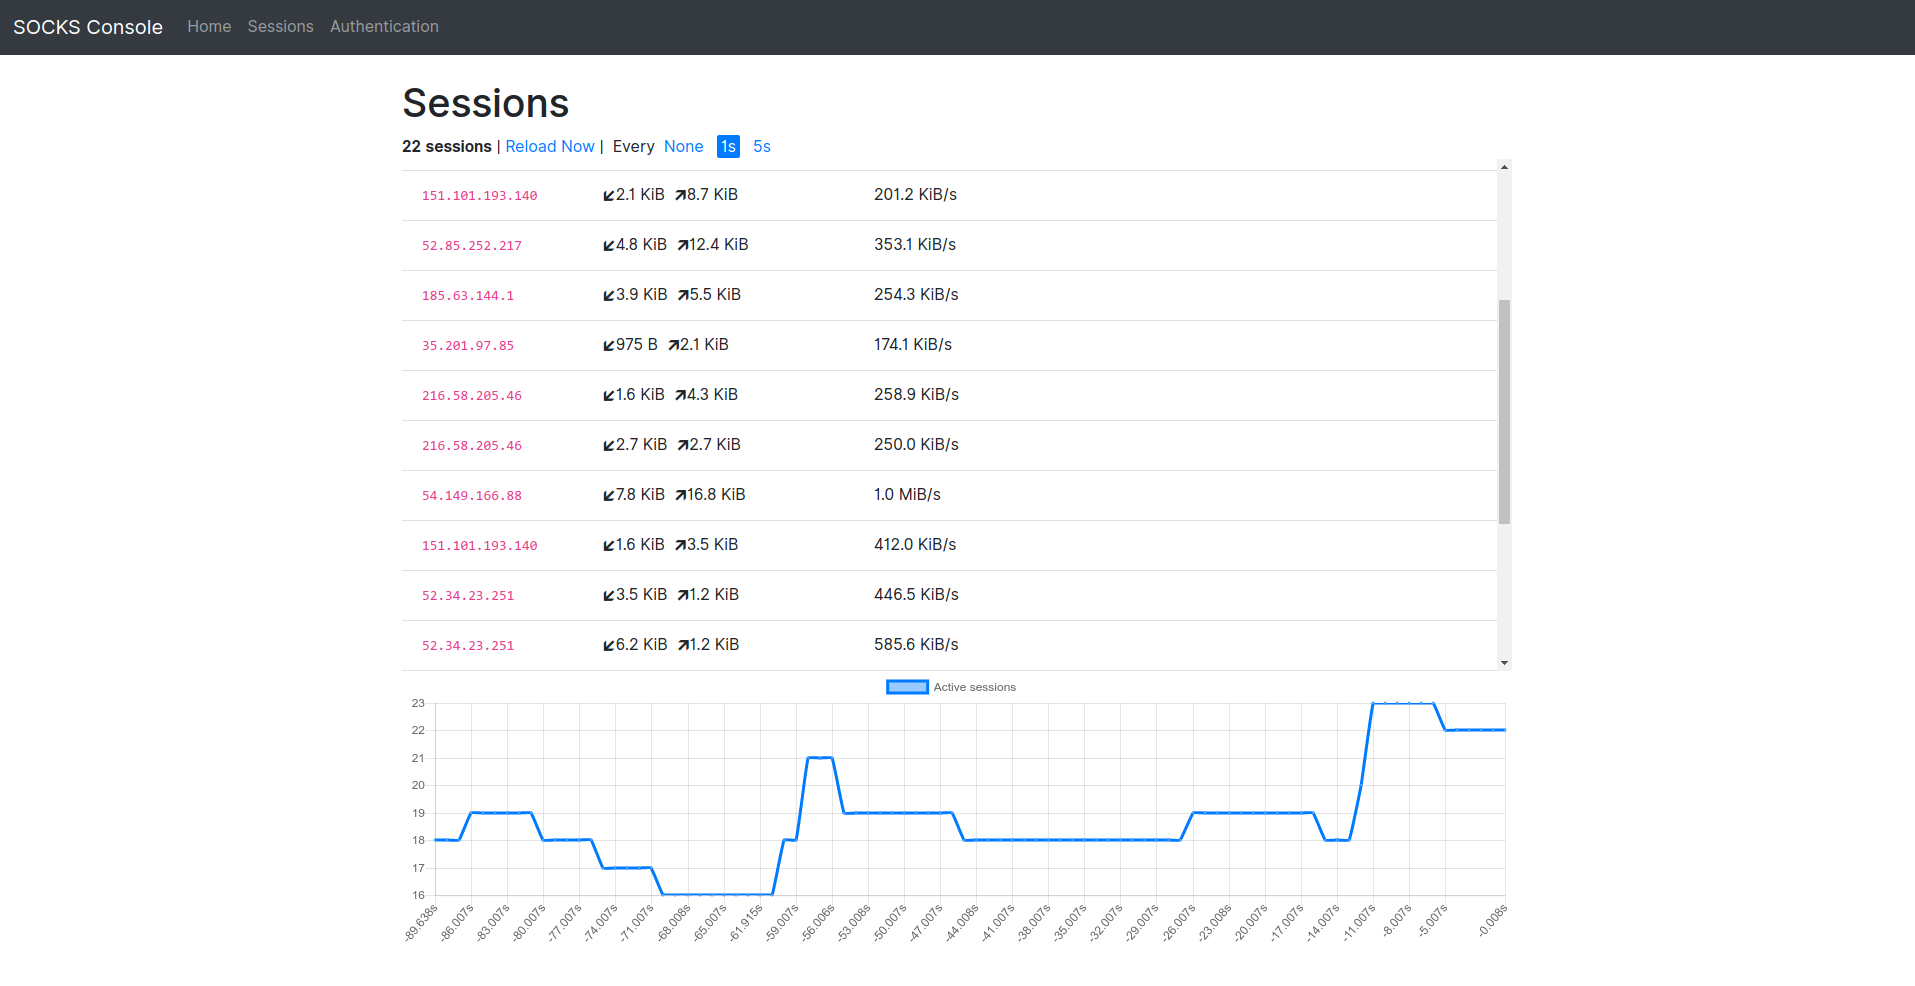 SOCKS Console Home Sessions Authentication
Sessions
22 sessions | Reload Now | Every None 1s 5s
151.101.193.140 ↙2.1 KiB ↗8.7 KiB 201.2 KiB/s
52.85.252.217 ↙4.8 KiB ↗12.4 KiB 353.1 KiB/s
185.63.144.1 ↙3.9 KiB ↗5.5 KiB 254.3 KiB/s
35.201.97.85 ↙975 B ↗2.1 KiB 174.1 KiB/s
216.58.205.46 ↙1.6 KiB ↗4.3 KiB 258.9 KiB/s
216.58.205.46 ↙2.7 KiB ↗2.7 KiB 250.0 KiB/s
54.149.166.88 ↙7.8 KiB ↗16.8 KiB 1.0 MiB/s
151.101.193.140 ↙1.6 KiB ↗3.5 KiB 412.0 KiB/s
52.34.23.251 ↙3.5 KiB ↗1.2 KiB 446.5 KiB/s
52.34.23.251 ↙6.2 KiB ↗1.2 KiB 585.6 KiB/s
Active sessions
23
22
21
20
19
18
17
16
-89.638s -86.007s -83.007s -80.007s -77.007s -74.007s -71.007s -68.008s -65.007s -61.915s -59.007s -56.006s -53.008s -50.007s -47.007s -44.008s -41.007s -38.007s -35.007s -32.007s -29.007s -26.007s -23.008s -20.007s -17.007s -14.007s -11.007s -8.007s -5.007s -0.008s